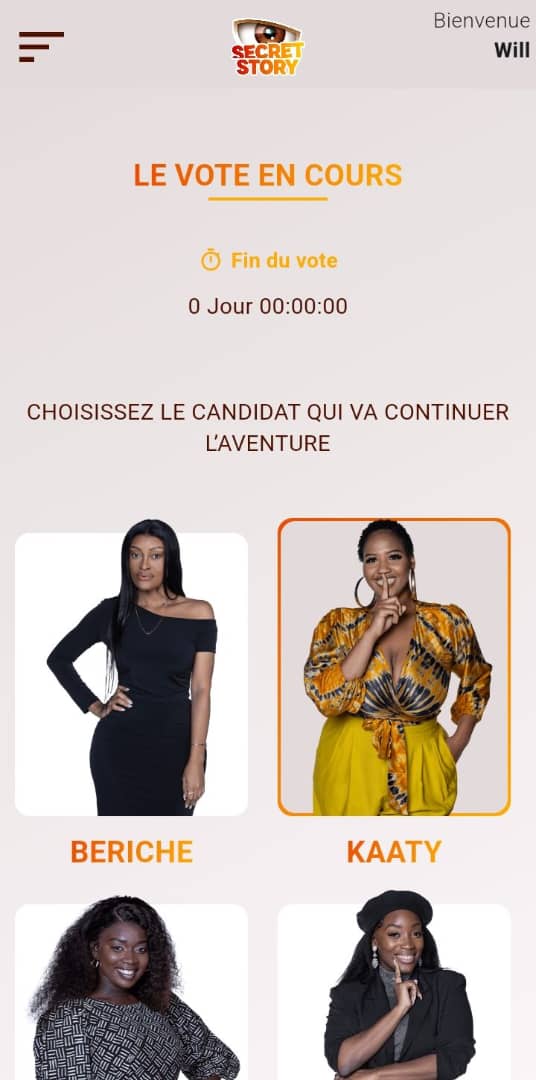 Bienvenue
Will
SECRET
STORY
LE VOTE EN COURS
Fin du vote
0 Jour 00:00:00
CHOISISSEZ LE CANDIDAT QUI VA CONTINUER
L’AVENTURE
BERICHE
KAATY